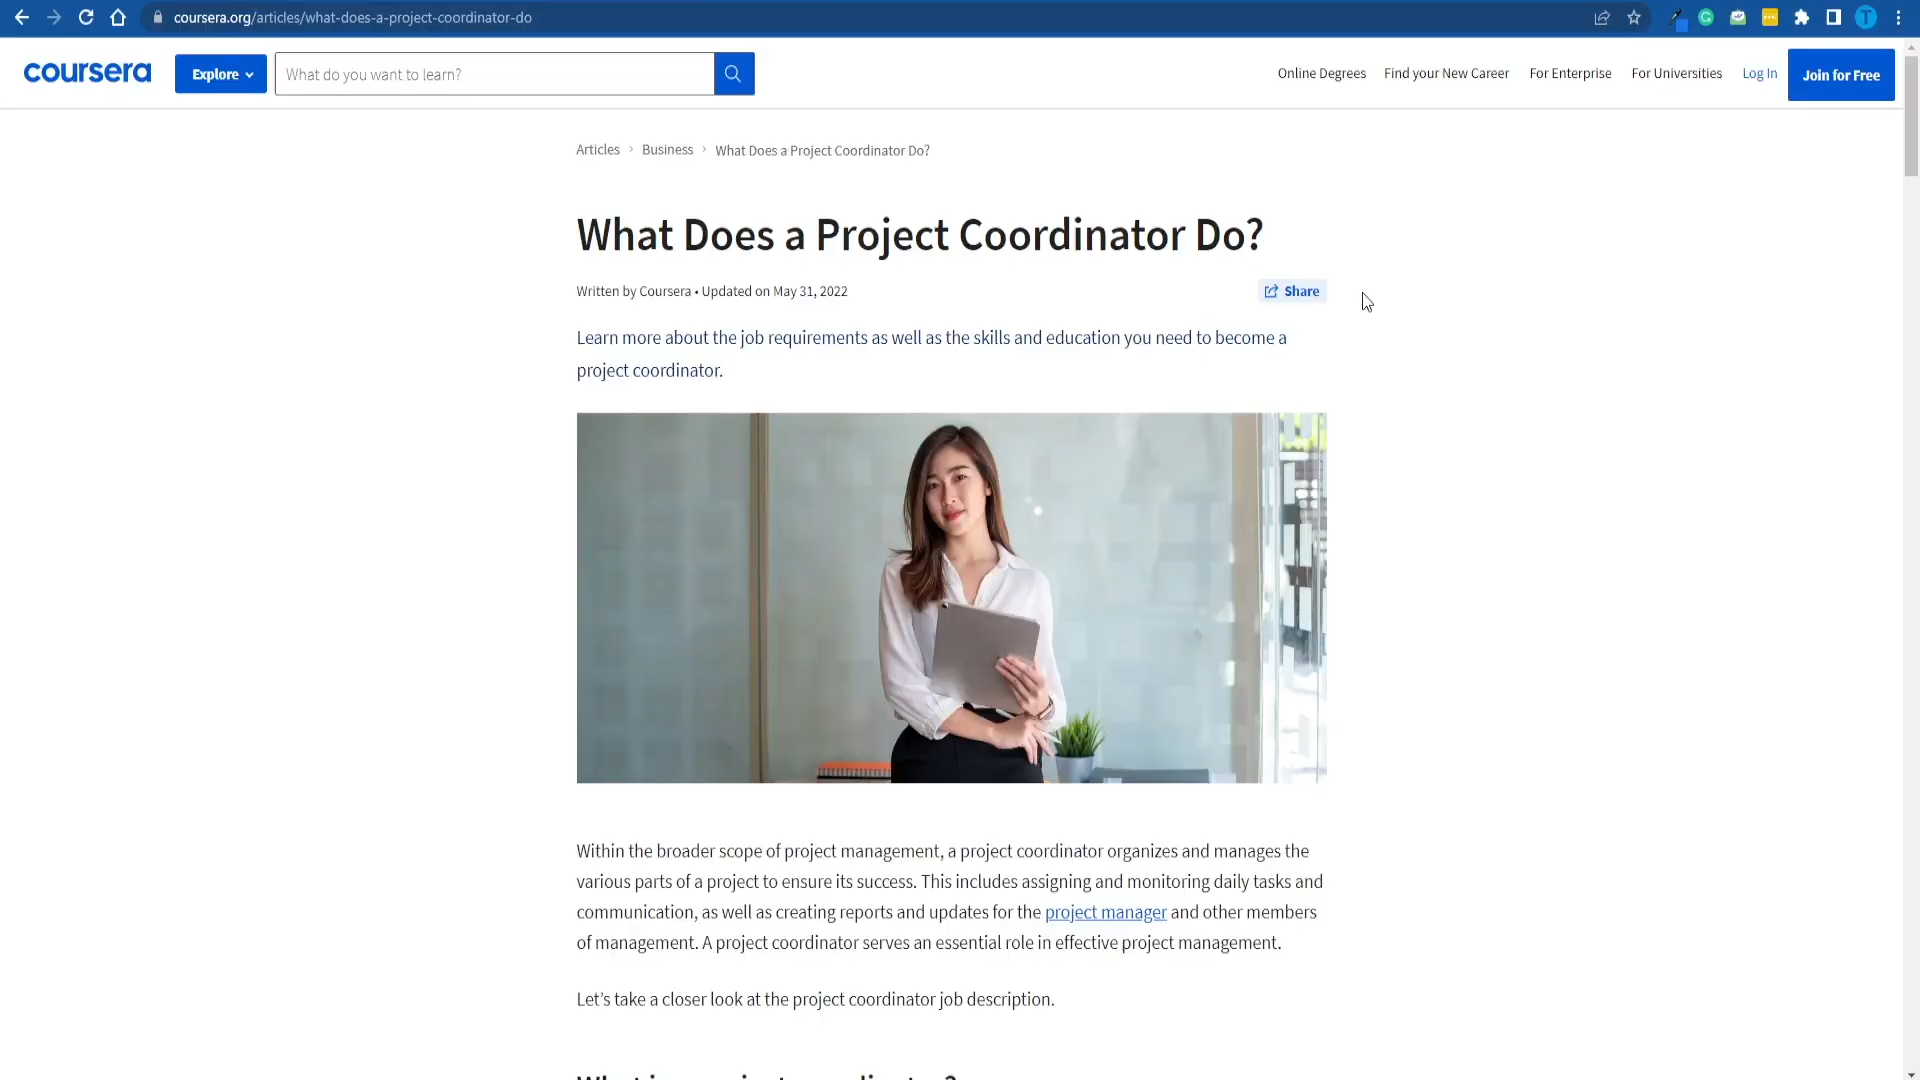 coursera.org/articles/what-does-a-project-coordinator-do
T
coursera
Explore
What do you want to learn?
Online Degrees
Find your New Career
For Enterprise
For Universities
Log In
Join for Free
Articles > Business > What Does a Project Coordinator Do?
What Does a Project Coordinator Do?
Written by Coursera • Updated on May 31, 2022
Share
Learn more about the job requirements as well as the skills and education you need to become a
project coordinator.
Within the broader scope of project management, a project coordinator organizes and manages the
various parts of a project to ensure its success. This includes assigning and monitoring daily tasks and
communication, as well as creating reports and updates for the project manager and other members
of management. A project coordinator serves an essential role in effective project management.
Let’s take a closer look at the project coordinator job description.